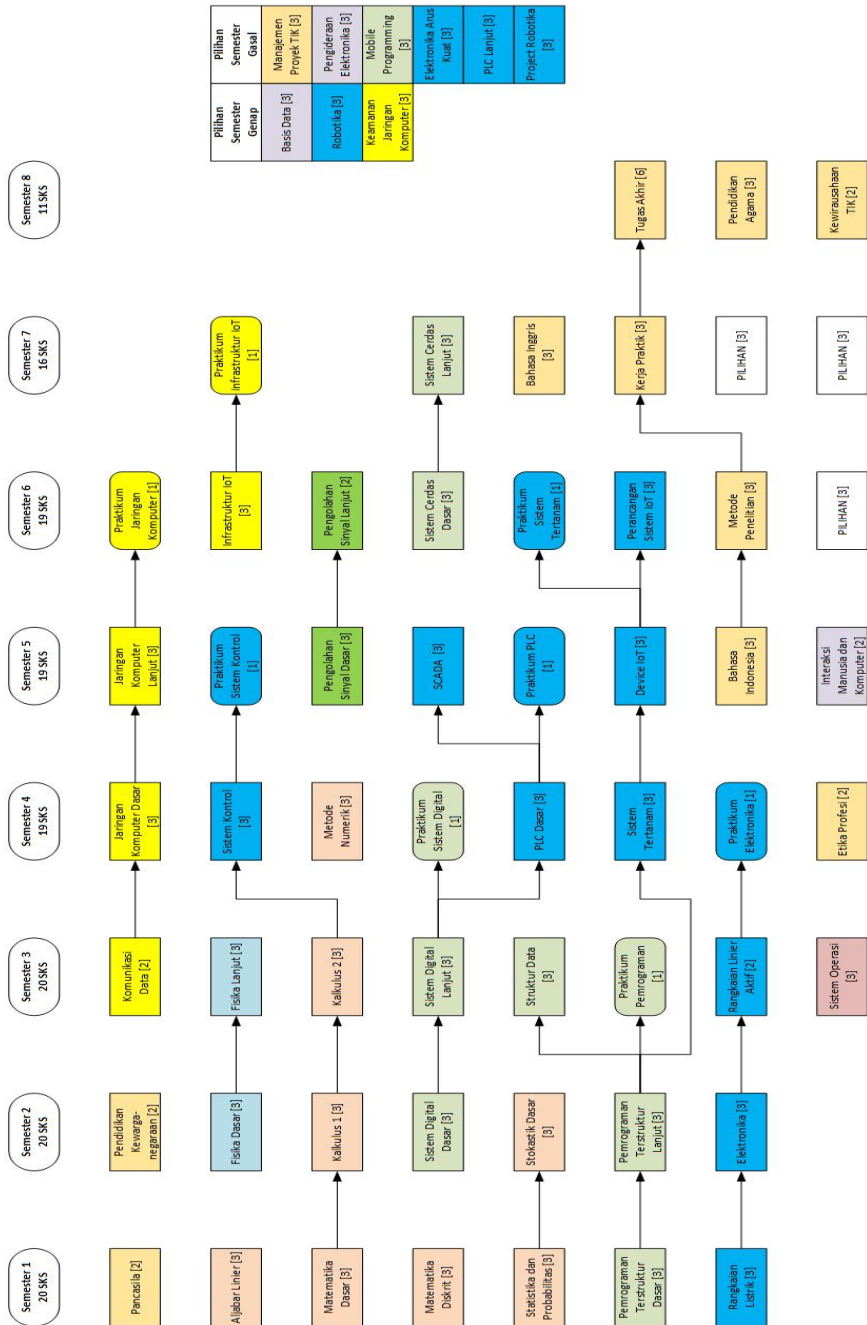 Semester 1
20 SKS
Pancasila [2]
Aljabar Linier [3]
Matematika
Dasar [3]
Matematika
Diskrit [3]
Statistika dan
Probabilitas [3]
Pemrograman
Terstruktur
Dasar [3]
Rangkaian
Listrik [3]
Semester 2
20 SKS
Pendidikan
Kewarga-
negaraan [2]
Fisika Dasar [3]
Kalkulus 1 [3]
Sistem Digital
Dasar [3]
Stokastik Dasar
[3]
Pemrograman
Terstruktur
Lanjut [3]
Elektronika [3]
Semester 3
20 SKS
Komunikasi
Data [2]
Fisika Lanjut [3]
Kalkulus 2 [3]
Sistem Digital
Lanjut [3]
Struktur Data
[3]
Praktikum
Pemrograman
[1]
Rangkaian Linier
Aktif [2]
Sistem Operasi
[3]
Semester 4
19 SKS
Jaringan
Komputer Dasar
[3]
Sistem Kontrol
[3]
Metode
Numerik [3]
Praktikum
Sistem Digital
[1]
PLC Dasar [3]
Sistem
Tertanam [3]
Praktikum
Elektronika [1]
Etika Profesi [2]
Semester 5
19 SKS
Jaringan
Komputer
Lanjut [3]
Praktikum
Sistem Kontrol
[1]
Pengolahan
Sinyal Dasar [3]
SCADA [3]
Praktikum PLC
[1]
Device IoT [3]
Bahasa
Indonesia [3]
Interaksi
Manusia dan
Komputer [2]
Semester 6
19 SKS
Praktikum
Jaringan
Komputer [1]
Infrastruktur IoT
[3]
Pengolahan
Sinyal Lanjut [2]
Sistem Cerdas
Dasar [3]
Praktikum
Sistem
Tertanam [1]
Perancangan
Sistem IoT [3]
Metode
Penelitian [3]
PILIHAN [3]
Semester 7
16 SKS
Praktikum
Infrastruktur IoT
[1]
Sistem Cerdas
Lanjut [3]
Bahasa Inggris
[3]
Kerja Praktik [3]
PILIHAN [3]
PILIHAN [3]
Semester 8
11 SKS
Tugas Akhir [6]
Pendidikan
Agama [3]
Kewirausahaan
TIK [2]
Pilihan
Semester
Genap
Basis Data [3]
Robotika [3]
Keamanan
Jaringan
Komputer [3]
Pilihan
Semester
Gasal
Manajemen
Proyek TIK [3]
Pengideraan
Elektronika [3]
Mobile
Programming
[3]
Elektronika Arus
Kuat [3]
PLC Lanjut [3]
Project Robotika
[3]